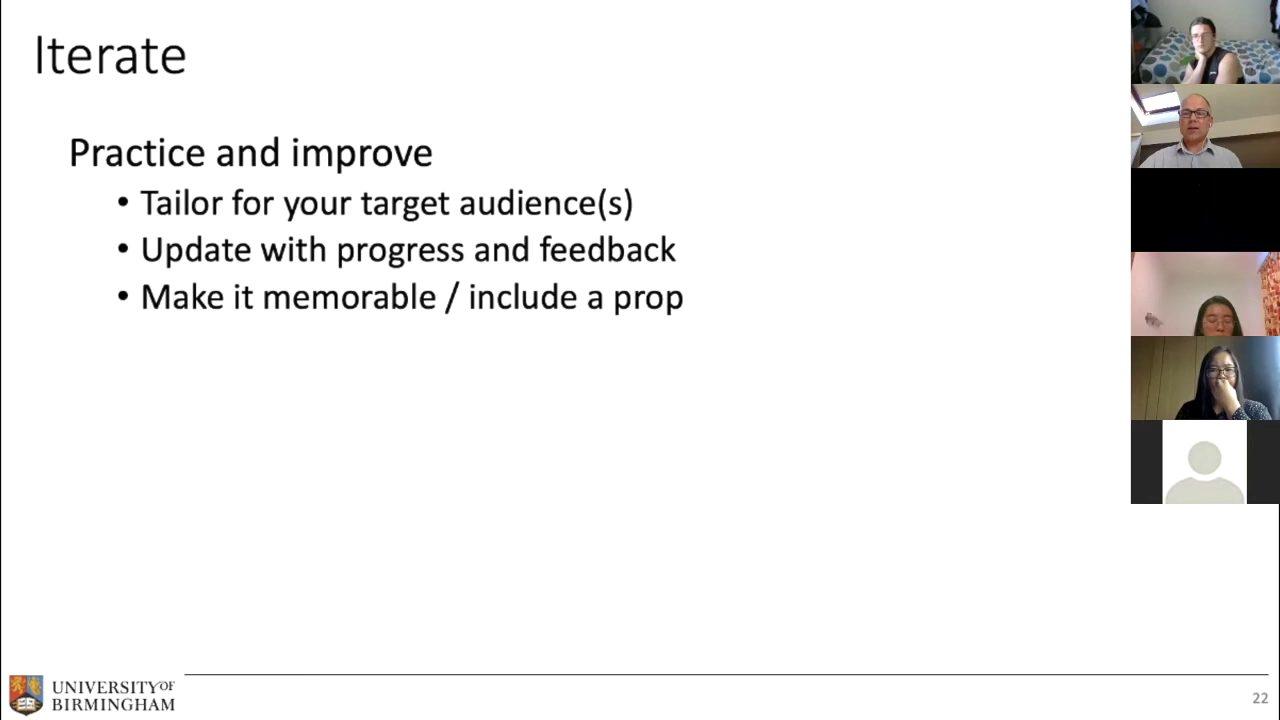 Iterate
Practice and improve
• Tailor for your target audience(s)
• Update with progress and feedback
• Make it memorable / include a prop
UNIVERSITY OF
BIRMINGHAM
22